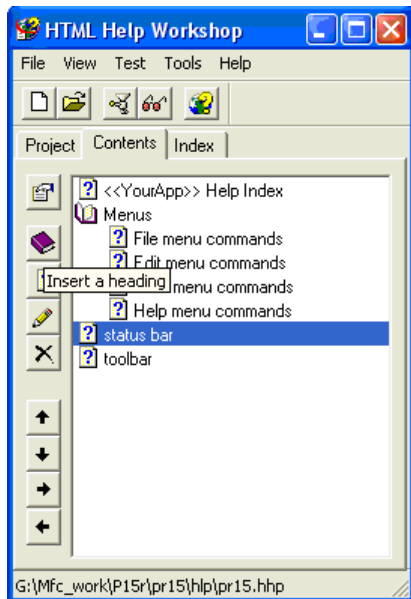 HTML Help Workshop
File View Test Tools Help
Project Contents Index
<<YourApp>> Help Index
Menus
File menu commands
Edit menu commands
Insert a heading menu commands
Help menu commands
status bar
toolbar
G:\Mfc_work\P15r\pr15\hlp\pr15.hhp